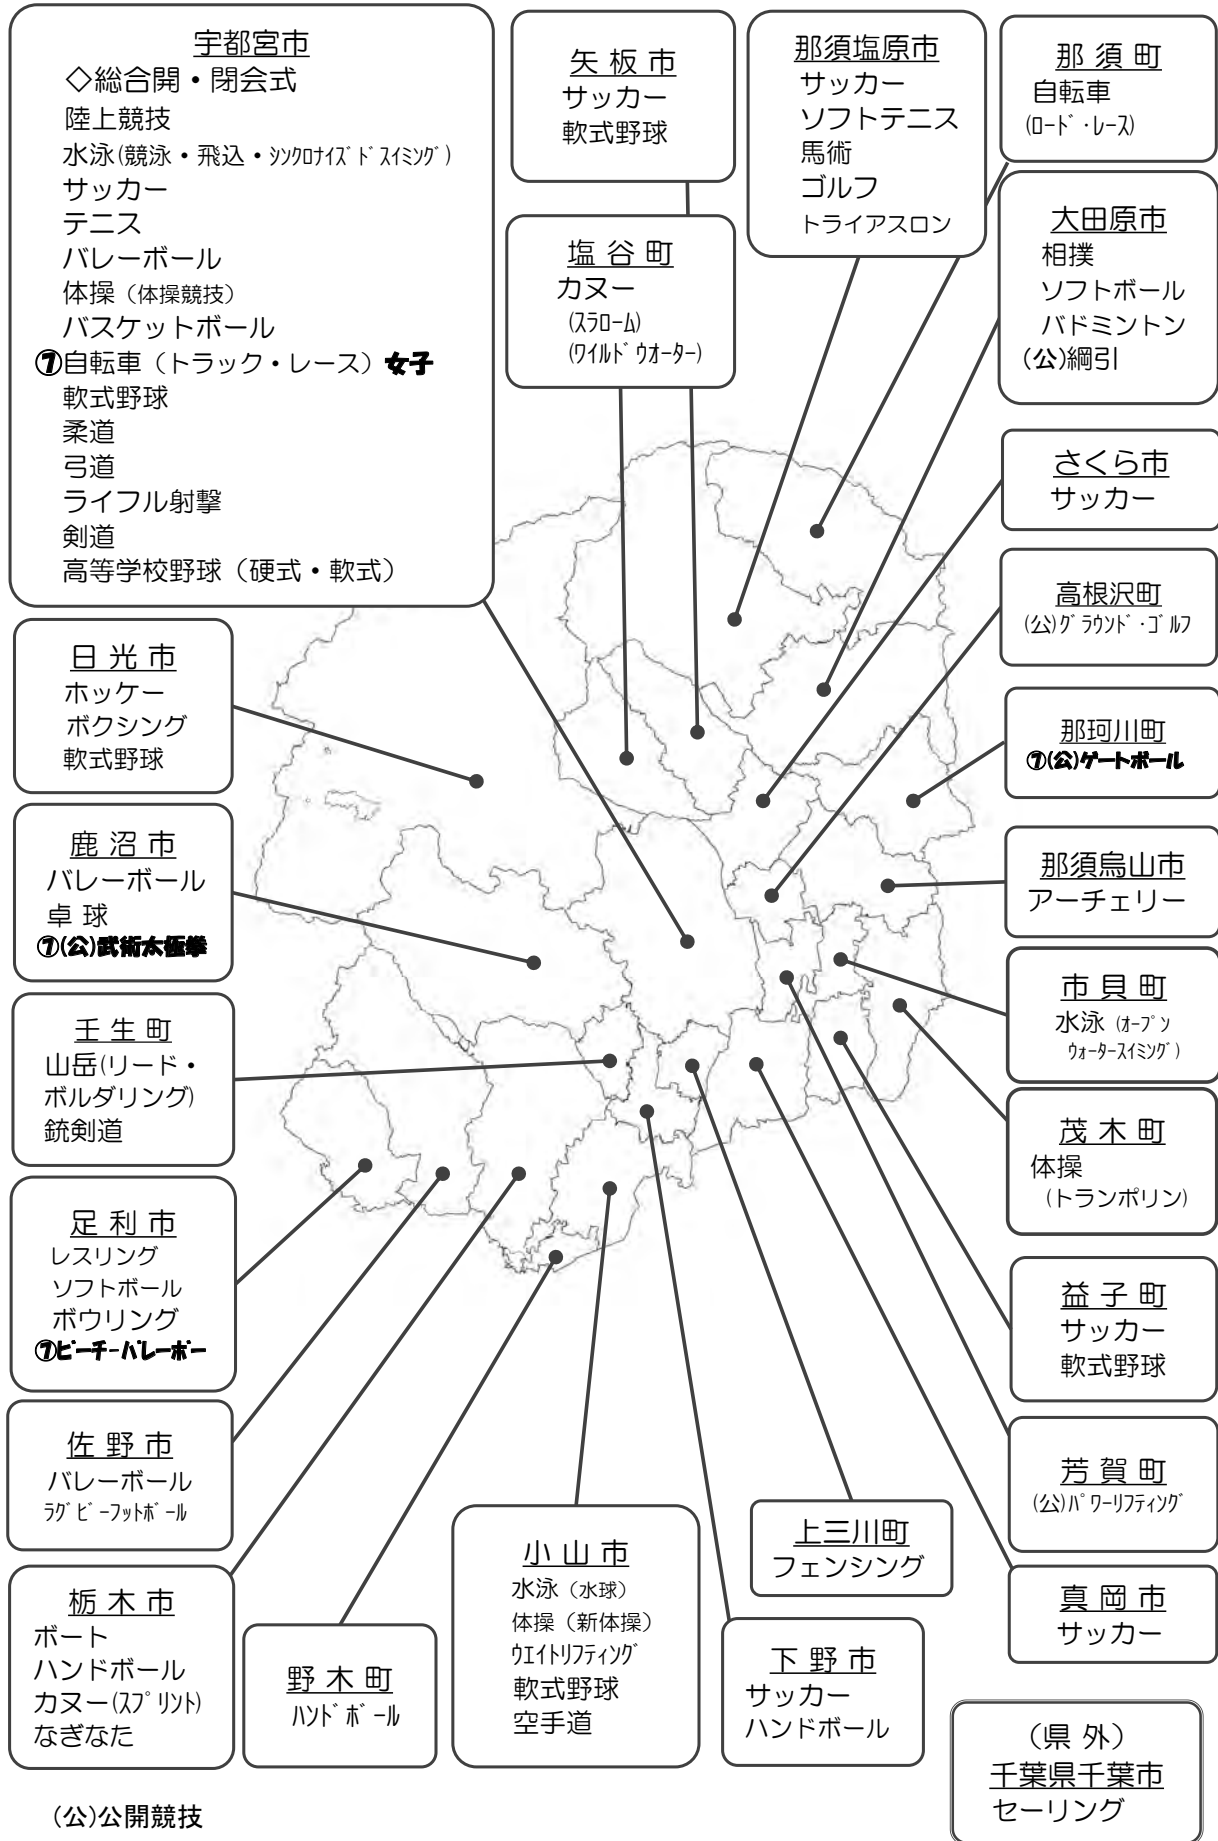 宇都宮市
◇総合開・閉会式
陸上競技
水泳(競泳・飛込・シンクロナイズドスイミング)
サッカー
テニス
バレーボール
体操（体操競技）
バスケットボール
⑦自転車（トラック・レース）女子
軟式野球
柔道
弓道
ライフル射撃
剣道
高等学校野球（硬式・軟式）
矢 板 市
サッカー
軟式野球
那須塩原市
サッカー
ソフトテニス
馬術
ゴルフ
トライアスロン
那 須 町
自転車
(ロード・レース)
塩 谷 町
カヌー
(スラローム)
(ワイルドウオーター)
大田原市
相撲
ソフトボール
バドミントン
(公)綱引
さくら市
サッカー
高根沢町
(公)グラウンド・ゴルフ
那珂川町
⑦(公)ゲートボール
那須烏山市
アーチェリー
市 貝 町
水泳 (オープン
ウォータースイミング)
茂 木 町
体操
（トランポリン）
益 子 町
サッカー
軟式野球
芳 賀 町
(公)パワーリフティング
真 岡 市
サッカー
日 光 市
ホッケー
ボクシング
軟式野球
鹿 沼 市
バレーボール
卓 球
⑦(公)武術太極拳
壬 生 町
山岳(リード・
ボルダリング)
銃剣道
足 利 市
レスリング
ソフトボール
ボウリング
⑦ビーチーバレーボー
佐 野 市
バレーボール
ラグビーフットボール
栃 木 市
ボート
ハンドボール
カヌー(スプリント)
なぎなた
野 木 町
ハンドボール
小 山 市
水泳（水球）
体操（新体操）
ウエイトリフティング
軟式野球
空手道
上三川町
フェンシング
下 野 市
サッカー
ハンドボール
（県 外）
千葉県千葉市
セーリング
(公)公開競技